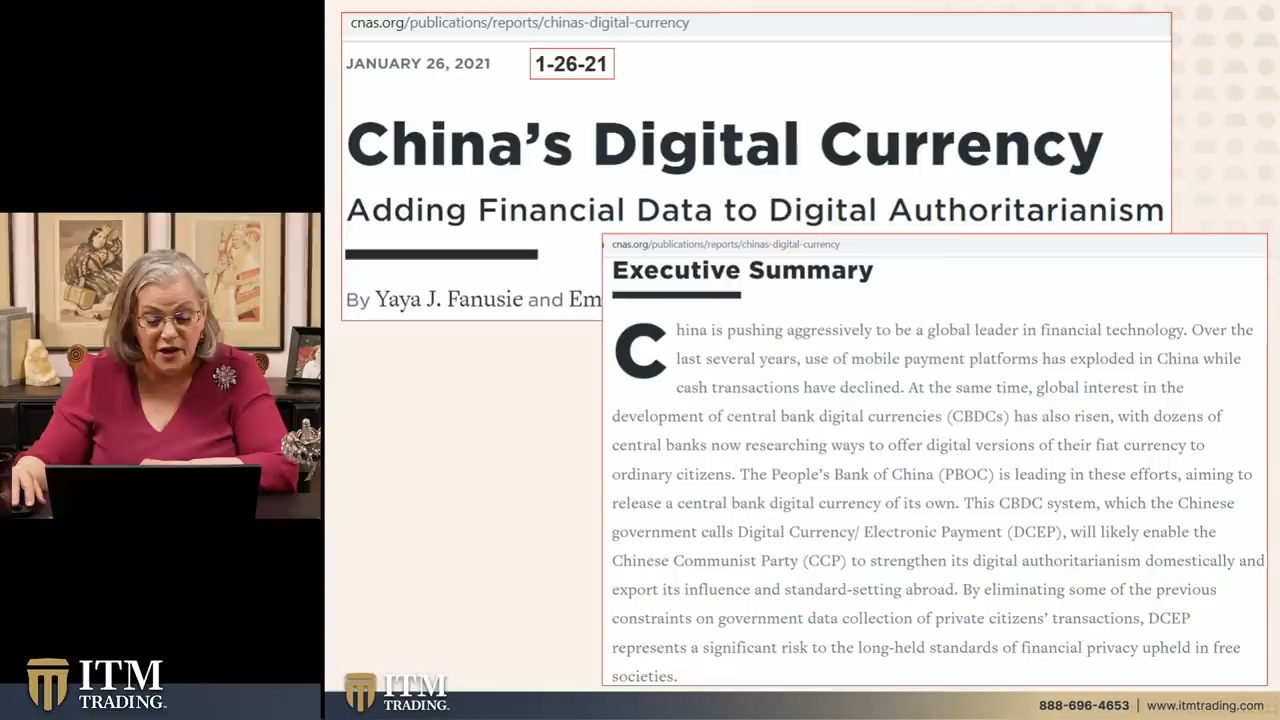 cnas.org/publications/reports/chinas-digital-currency
JANUARY 26, 2021
1-26-21
China's Digital Currency
Adding Financial Data to Digital Authoritarianism
By Yaya J. Fanusie and Em
cnas.org/publications/reports/chinas-digital-currency
Executive Summary
China is pushing aggressively to be a global leader in financial technology. Over the
last several years, use of mobile payment platforms has exploded in China while
cash transactions have declined. At the same time, global interest in the
development of central bank digital currencies (CBDCs) has also risen, with dozens of
central banks now researching ways to offer digital versions of their fiat currency to
ordinary citizens. The People's Bank of China (PBOC) is leading in these efforts, aiming to
release a central bank digital currency of its own. This CBDC system, which the Chinese
government calls Digital Currency/ Electronic Payment (DCEP), will likely enable the
Chinese Communist Party (CCP) to strengthen its digital authoritarianism domestically and
export its influence and standard-setting abroad. By eliminating some of the previous
constraints on government data collection of private citizens' transactions, DCEP
represents a significant risk to the long-held standards of financial privacy upheld in free
societies.
ITM
TRADING.
ITM
TRADING.
888-696-4653 | www.itmtrading.com